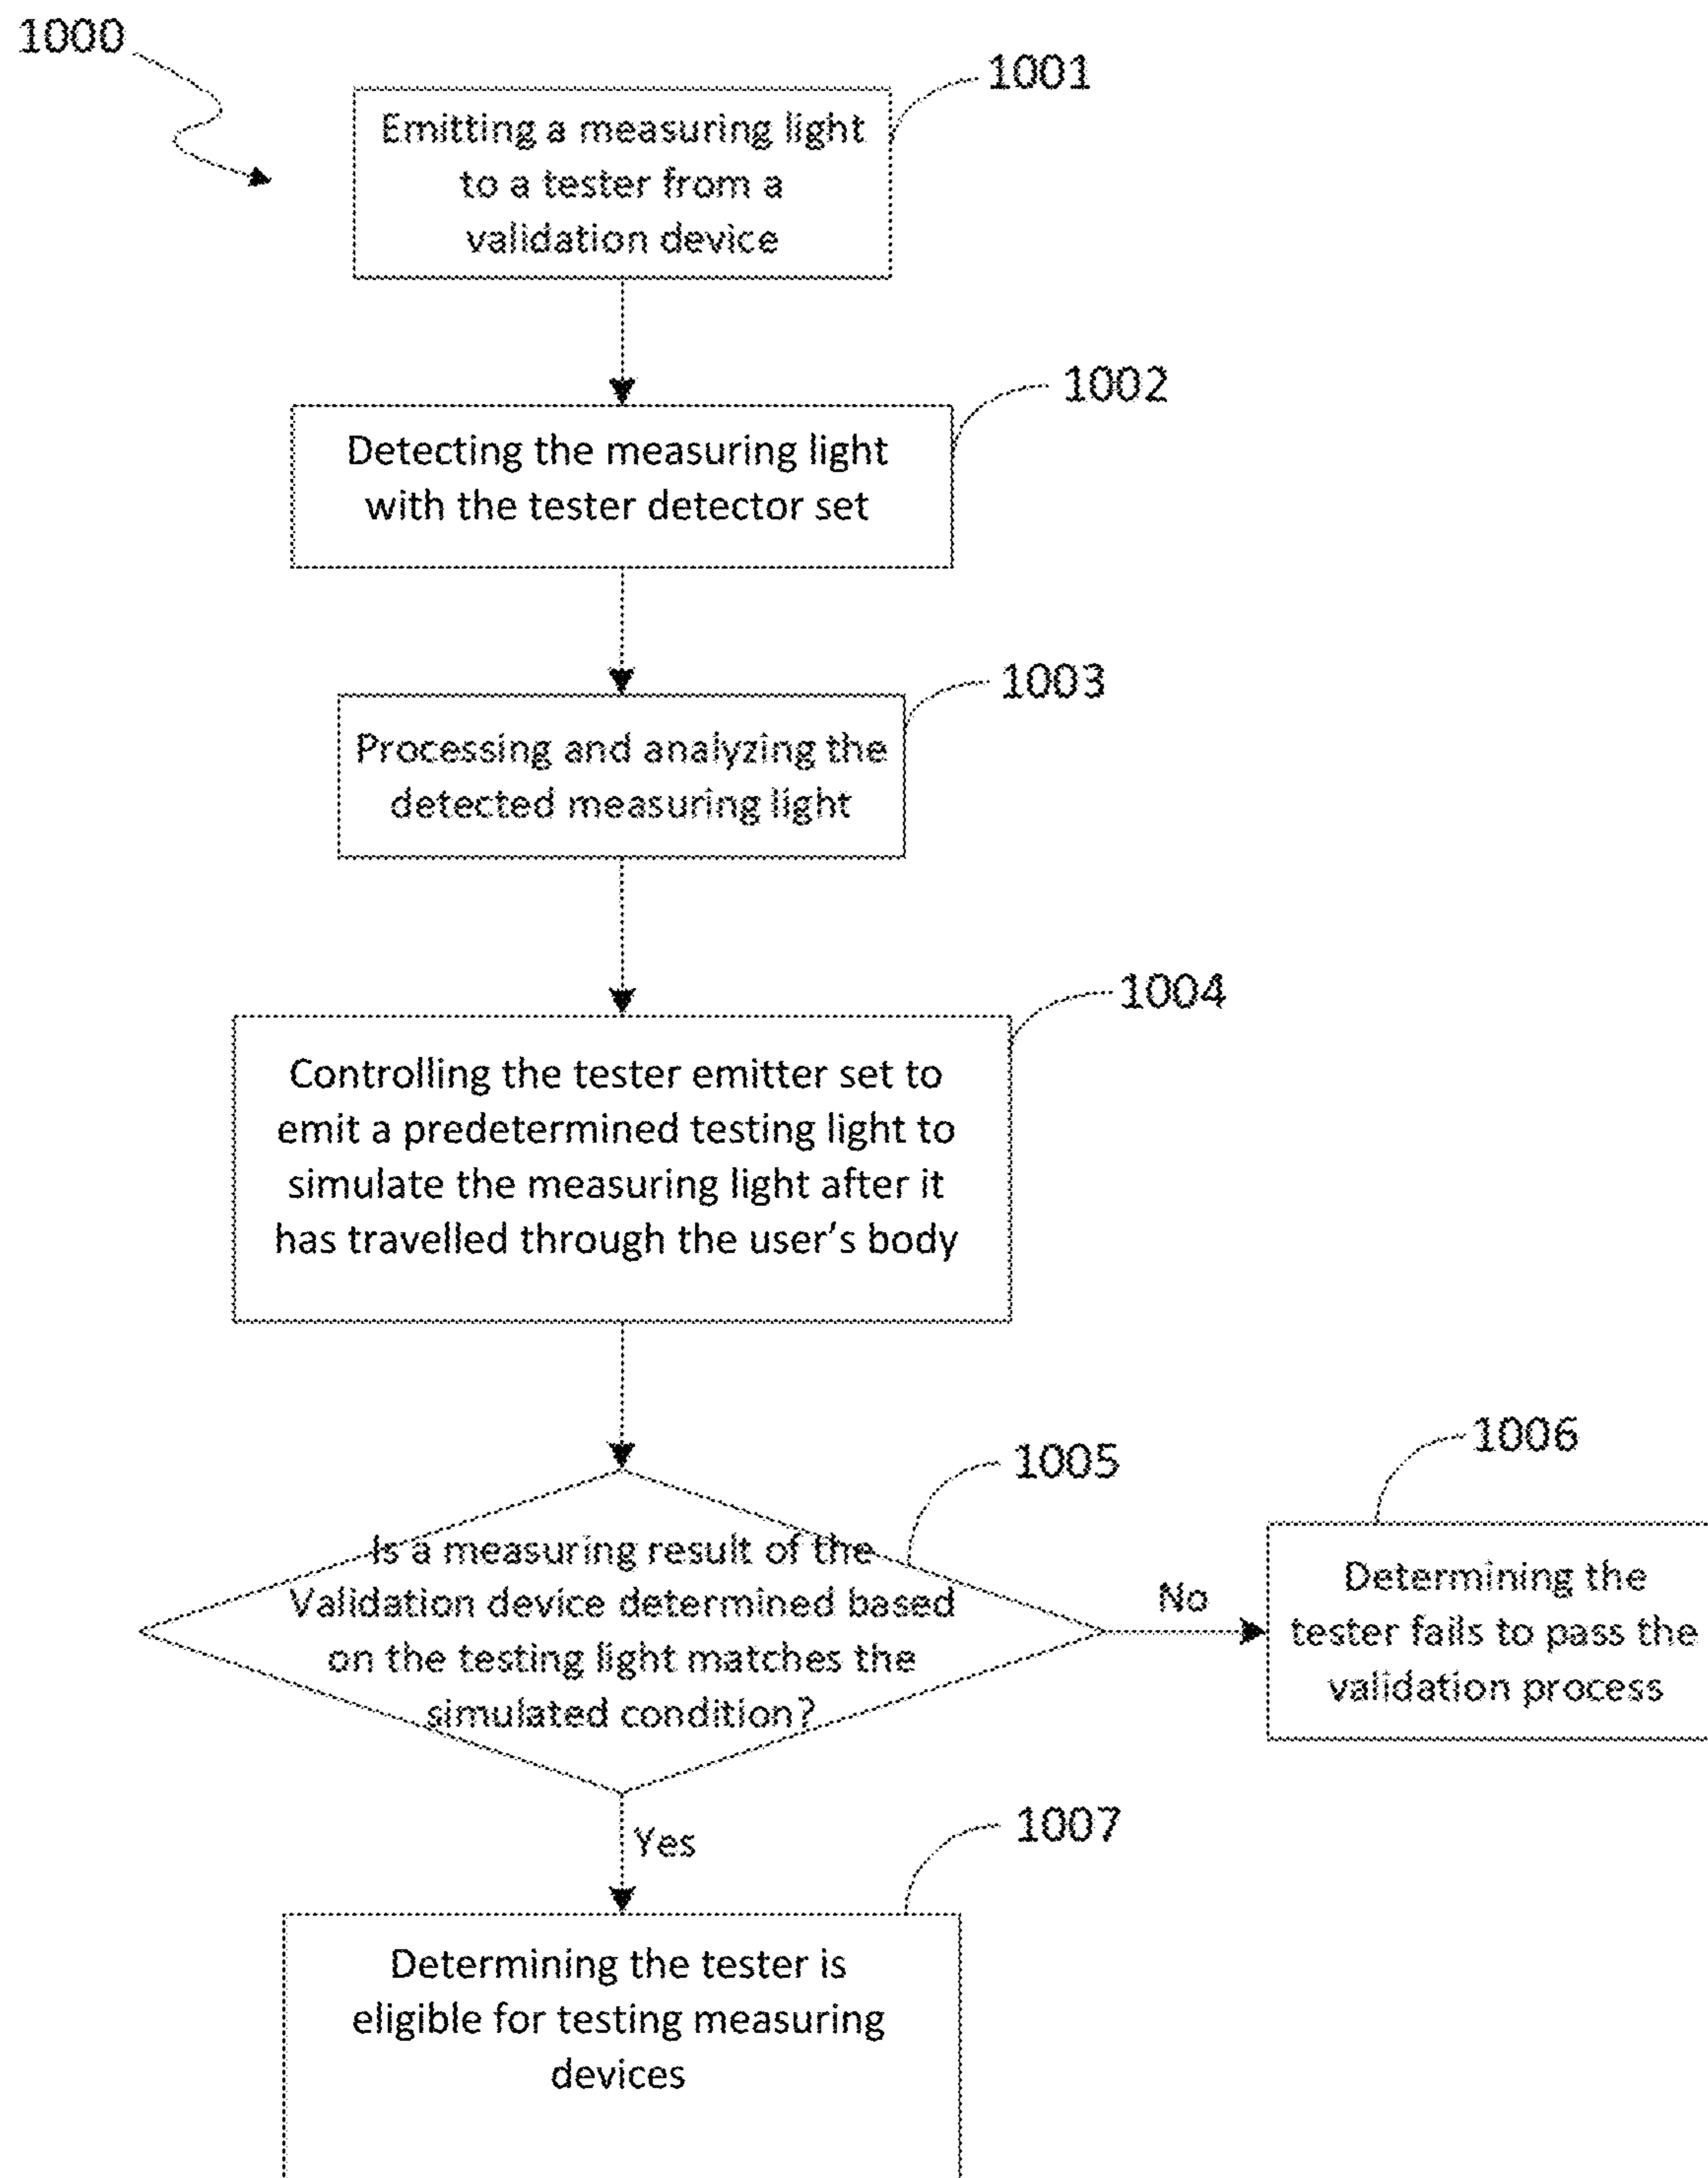 1000
1001
Emitting a measuring light
to a tester from a
validation device
1002
Detecting the measuring light
with the tester detector set
1003
Processing and analyzing the
detected measuring light
1004
Controlling the tester emitter set to
emit a predetermined testing light to
simulate the measuring light after it
has travelled through the user's body
1005
Is a measuring result of the
Validation device determined based
on the testing light matches the
simulated condition?
No
1006
Determining the
tester fails to pass the
validation process
Yes
1007
Determining the tester is
eligible for testing measuring
devices